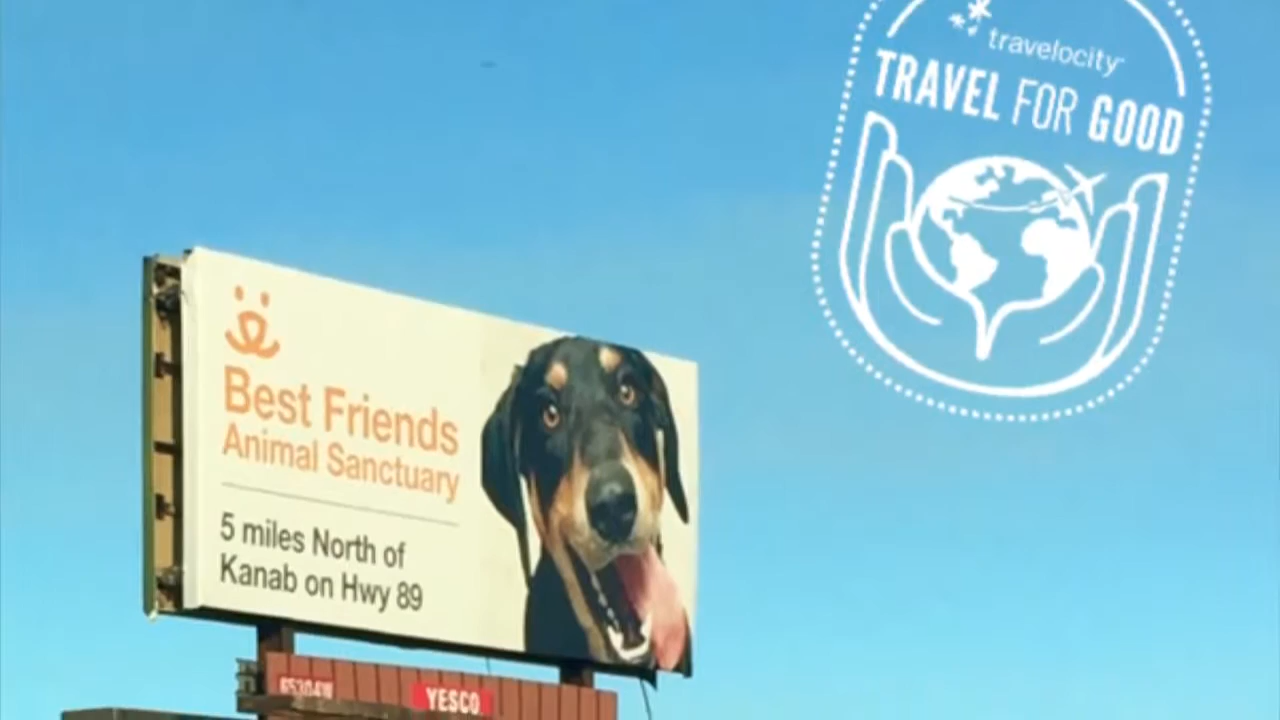 travelocity
TRAVEL FOR GOOD
Best Friends
Animal Sanctuary
5 miles North of
Kanab on Hwy 89
YESCO